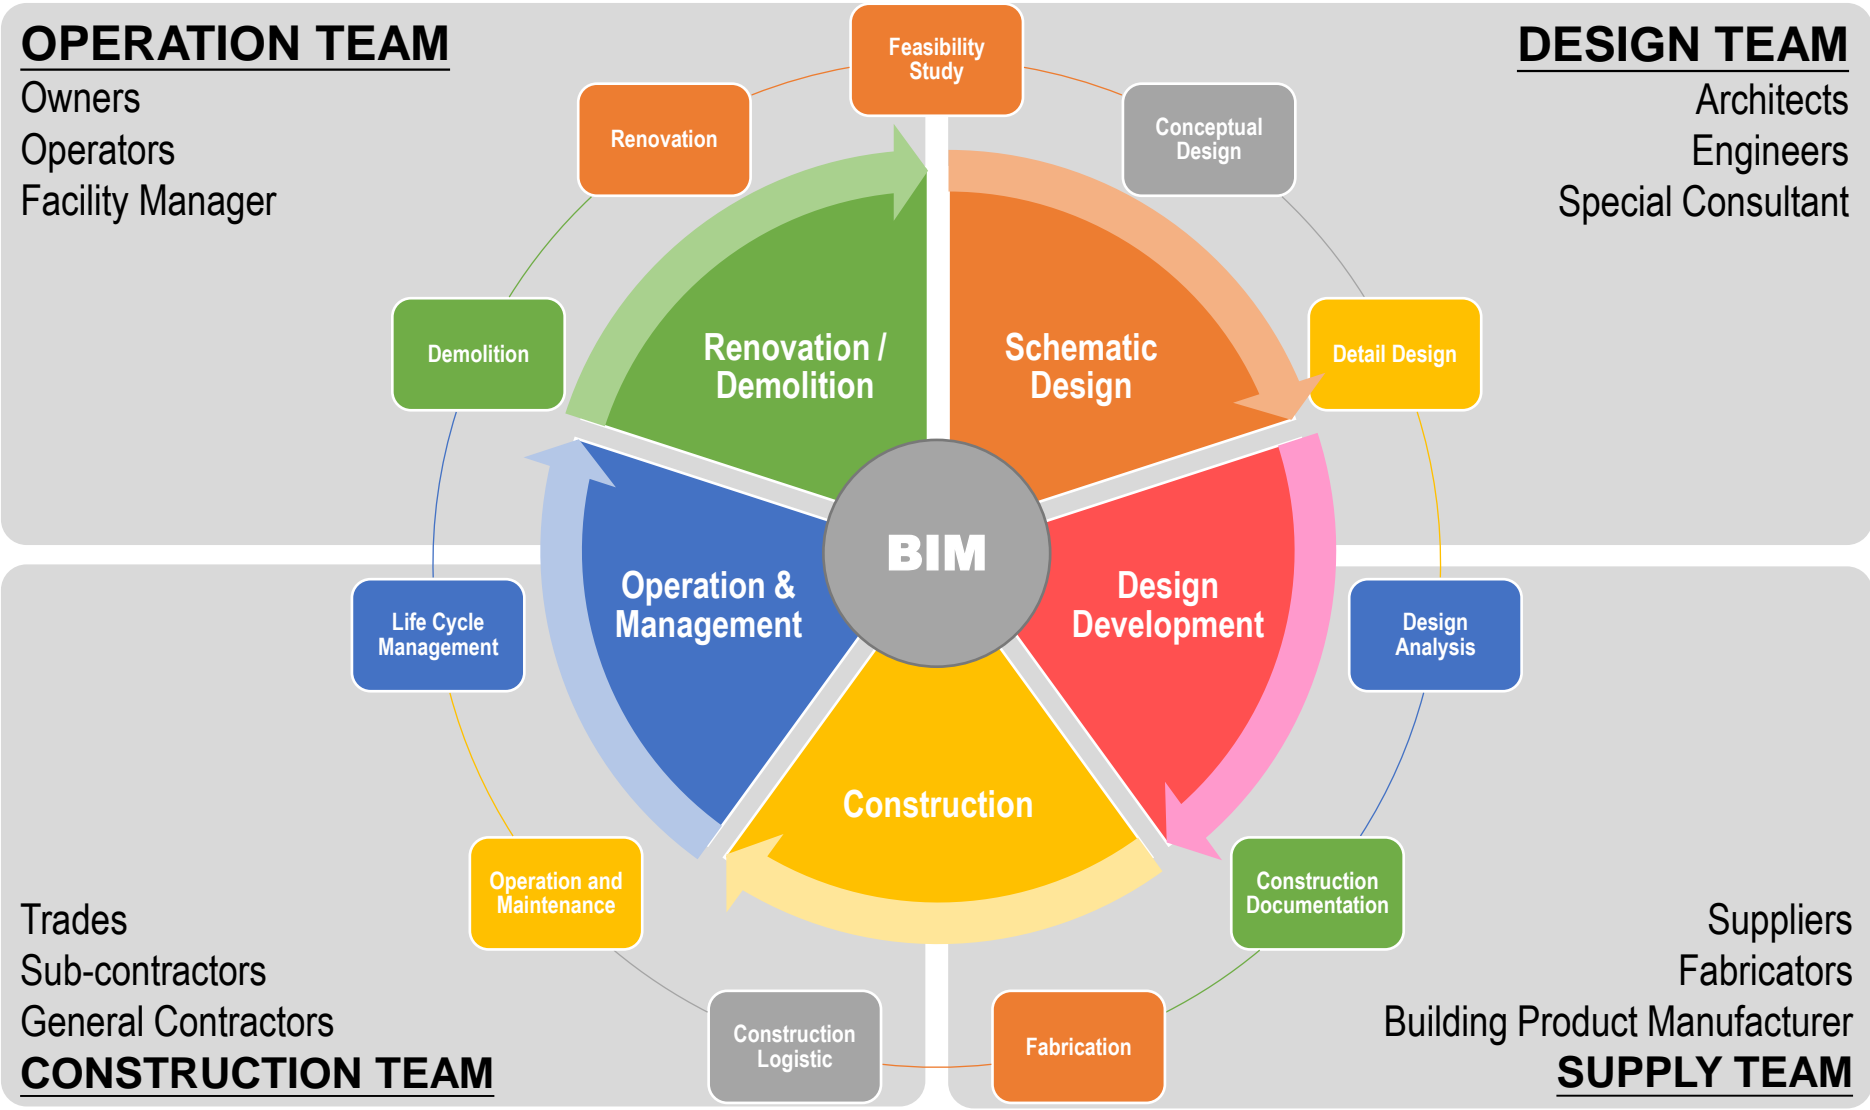 OPERATION TEAM
Owners
Operators
Facility Manager
DESIGN TEAM
Architects
Engineers
Special Consultant
Feasibility
Study
Conceptual
Design
Detail Design
Design
Analysis
Construction
Documentation
Fabrication
Construction
Logistic
Operation and
Maintenance
Life Cycle
Management
Demolition
Renovation
Schematic
Design
Design
Development
Construction
Operation &
Management
Renovation /
Demolition
BIM
Trades
Sub-contractors
General Contractors
CONSTRUCTION TEAM
Suppliers
Fabricators
Building Product Manufacturer
SUPPLY TEAM